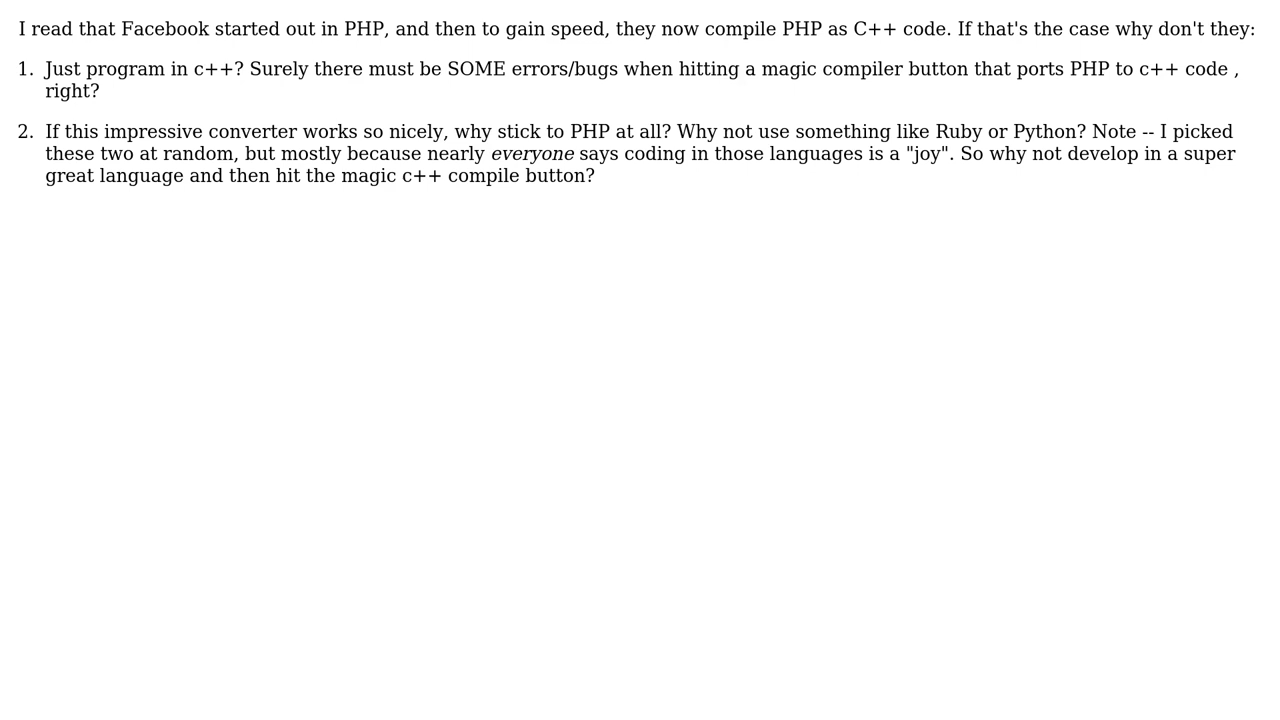 I read that Facebook started out in PHP, and then to gain speed, they now compile PHP as C++ code. If that's the case why don't they:
1. Just program in c++? Surely there must be SOME errors/bugs when hitting a magic compiler button that ports PHP to c++ code ,
right?
2. If this impressive converter works so nicely, why stick to PHP at all? Why not use something like Ruby or Python? Note -- I picked
these two at random, but mostly because nearly everyone says coding in those languages is a "joy". So why not develop in a super
great language and then hit the magic c++ compile button?